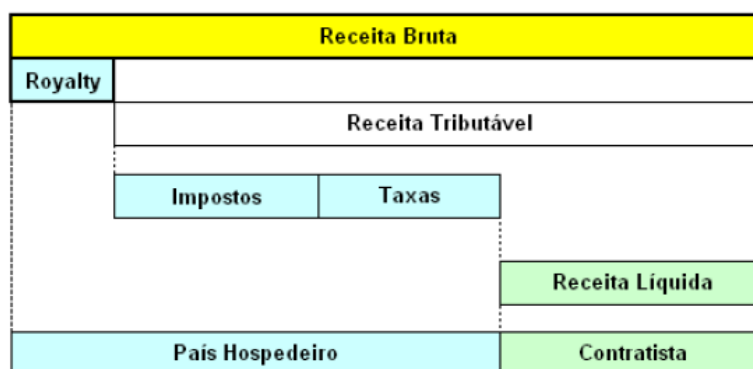 Receita Bruta
Royalty
Receita Tributável
Impostos
Taxas
Receita Líquida
País Hospedeiro
Contratista